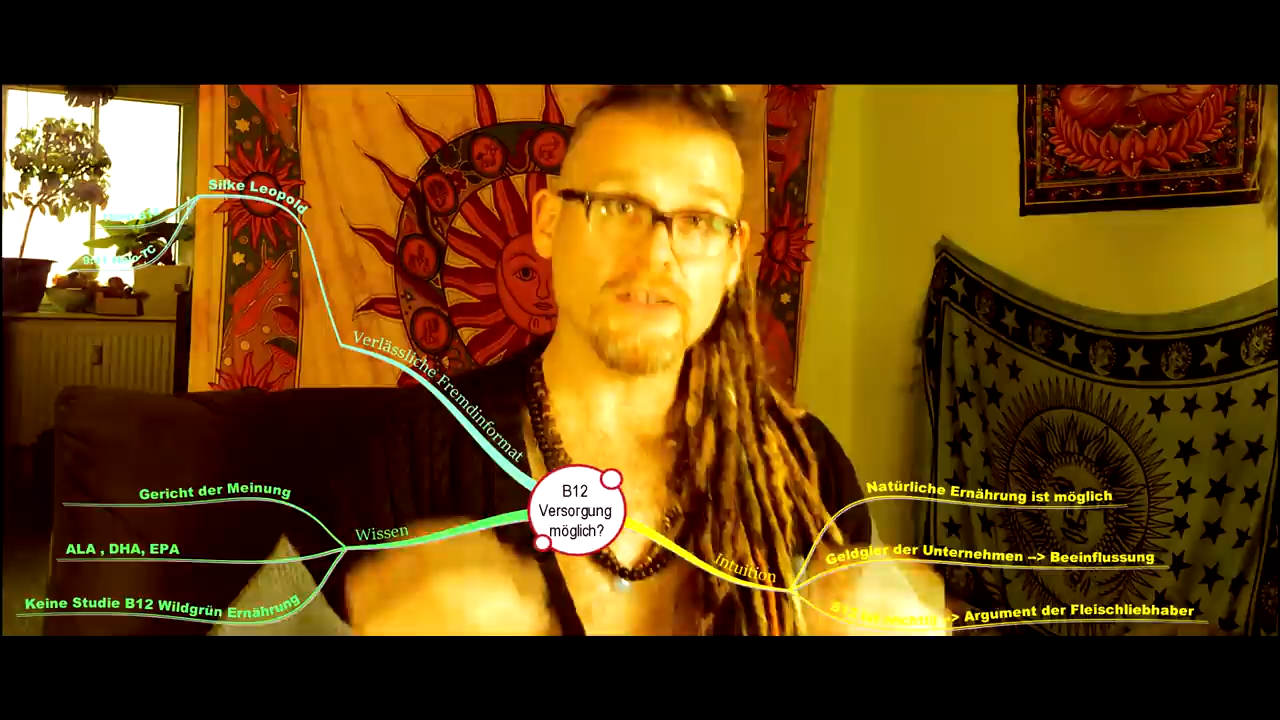 Silke Leopold
Verlässliche Fremdinformat
B12
Versorgung
möglich?
Wissen
Gericht der Meinung
ALA , DHA, EPA
Keine Studie B12 Wildgrün Ernährung
Intuition
Natürliche Ernährung ist möglich
Geldgier der Unternehmen --> Beeinflussung
Argument der Fleischliebhaber